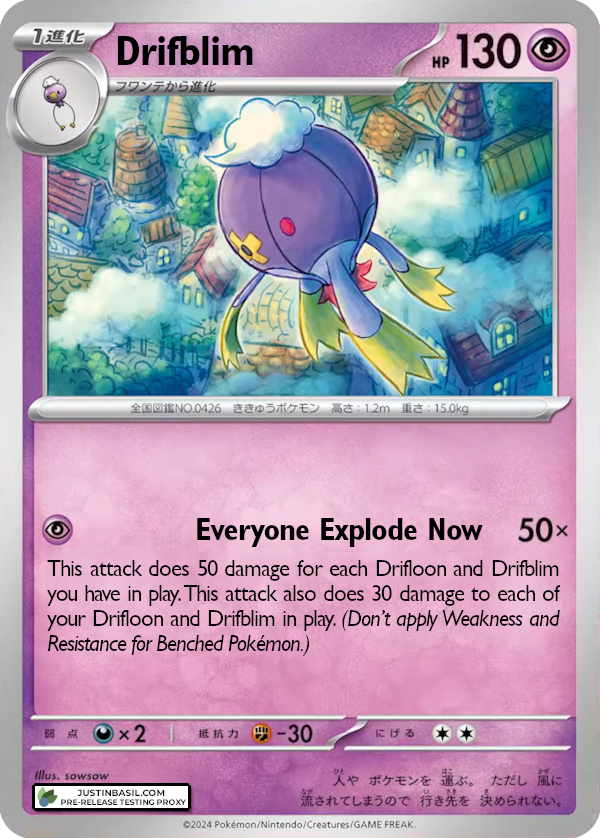 1進化
Drifblim
HP 130
フワンテから進化
全国図鑑NO.0426 ききゅうポケモン 高さ：1.2m 重さ：15.0kg
Everyone Explode Now 50×
This attack does 50 damage for each Drifloon and Drifblim
you have in play. This attack also does 30 damage to each of
your Drifloon and Drifblim in play. (Don't apply Weakness and
Resistance for Benched Pokémon.)
弱点 ×2 抵抗力 -30 にげる
Illus. sowsow
JUSTINBASIL.COM
PRE-RELEASE TESTING PROXY
人や ポケモンを 運ぶ。 ただし 風に
流されてしまうので 行き先を 決められない。
©2024 Pokémon/Nintendo/Creatures/GAME FREAK.